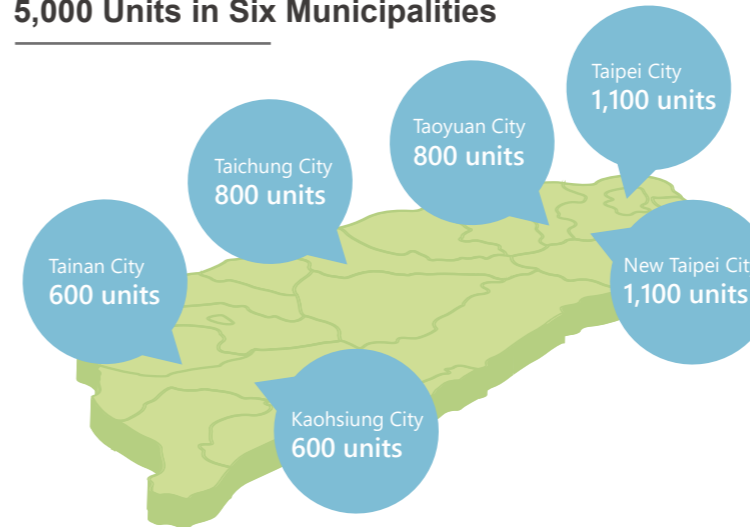 5,000 Units in Six Municipalities
Taipei City
1,100 units
Taoyuan City
800 units
Taichung City
800 units
New Taipei Cit
1,100 units
Tainan City
600 units
Kaohsiung City
600 units